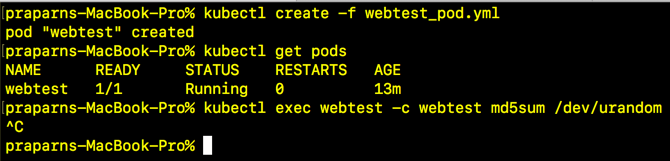 [praparns-MacBook-Pro% kubectl create -f webtest_pod.yml
pod "webtest" created
[praparns-MacBook-Pro% kubectl get pods
NAME READY STATUS RESTARTS AGE
webtest 1/1 Running 0 13m
[praparns-MacBook-Pro% kubectl exec webtest -c webtest md5sum /dev/urandom
^C
praparns-MacBook-Pro%